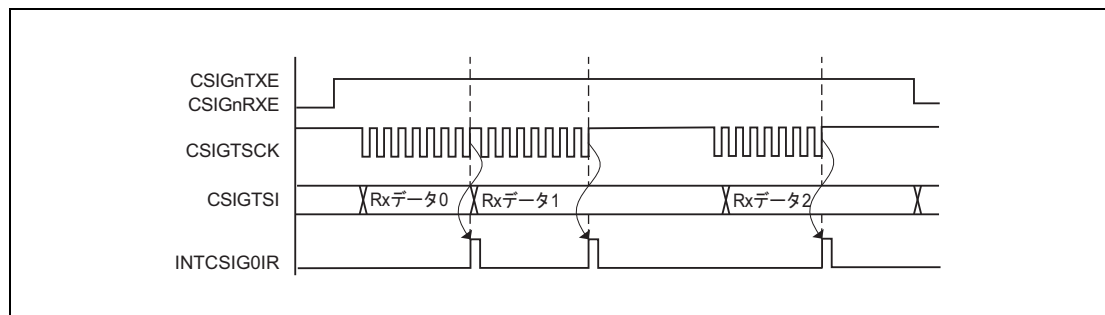 CSIGnTXE
CSIGnRXE
CSIGTSCK
CSIGTSI
Rxデータ0
Rxデータ1
Rxデータ2
INTCSIG0IR